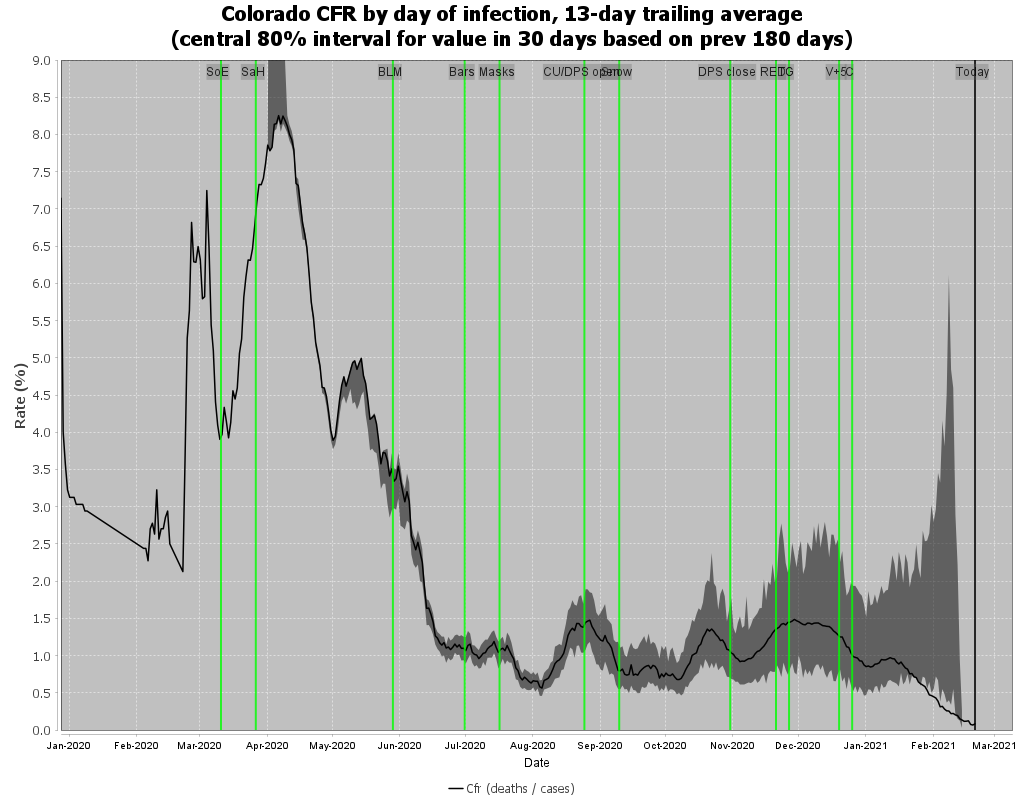 Colorado CFR by day of infection, 13-day trailing average
(central 80% interval for value in 30 days based on prev 180 days)
SoE SaH BLM Bars Masks CU/DPS open Snow DPS close RED TG V+5C Today
9.0
8.5
8.0
7.5
7.0
6.5
6.0
5.5
5.0
4.5
4.0
3.5
3.0
2.5
2.0
1.5
1.0
0.5
0.0
Rate (%)
Jan-2020 Feb-2020 Mar-2020 Apr-2020 May-2020 Jun-2020 Jul-2020 Aug-2020 Sep-2020 Oct-2020 Nov-2020 Dec-2020 Jan-2021 Feb-2021 Mar-2021
Date
Cfr (deaths / cases)